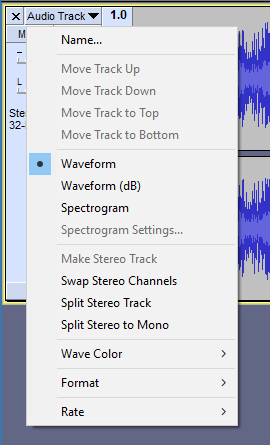 Audio Track 1.0
Name...
Move Track Up
Move Track Down
Move Track to Top
Move Track to Bottom
Waveform
Waveform (dB)
Spectrogram
Spectrogram Settings...
Make Stereo Track
Swap Stereo Channels
Split Stereo Track
Split Stereo to Mono
Wave Color
Format
Rate
M
L